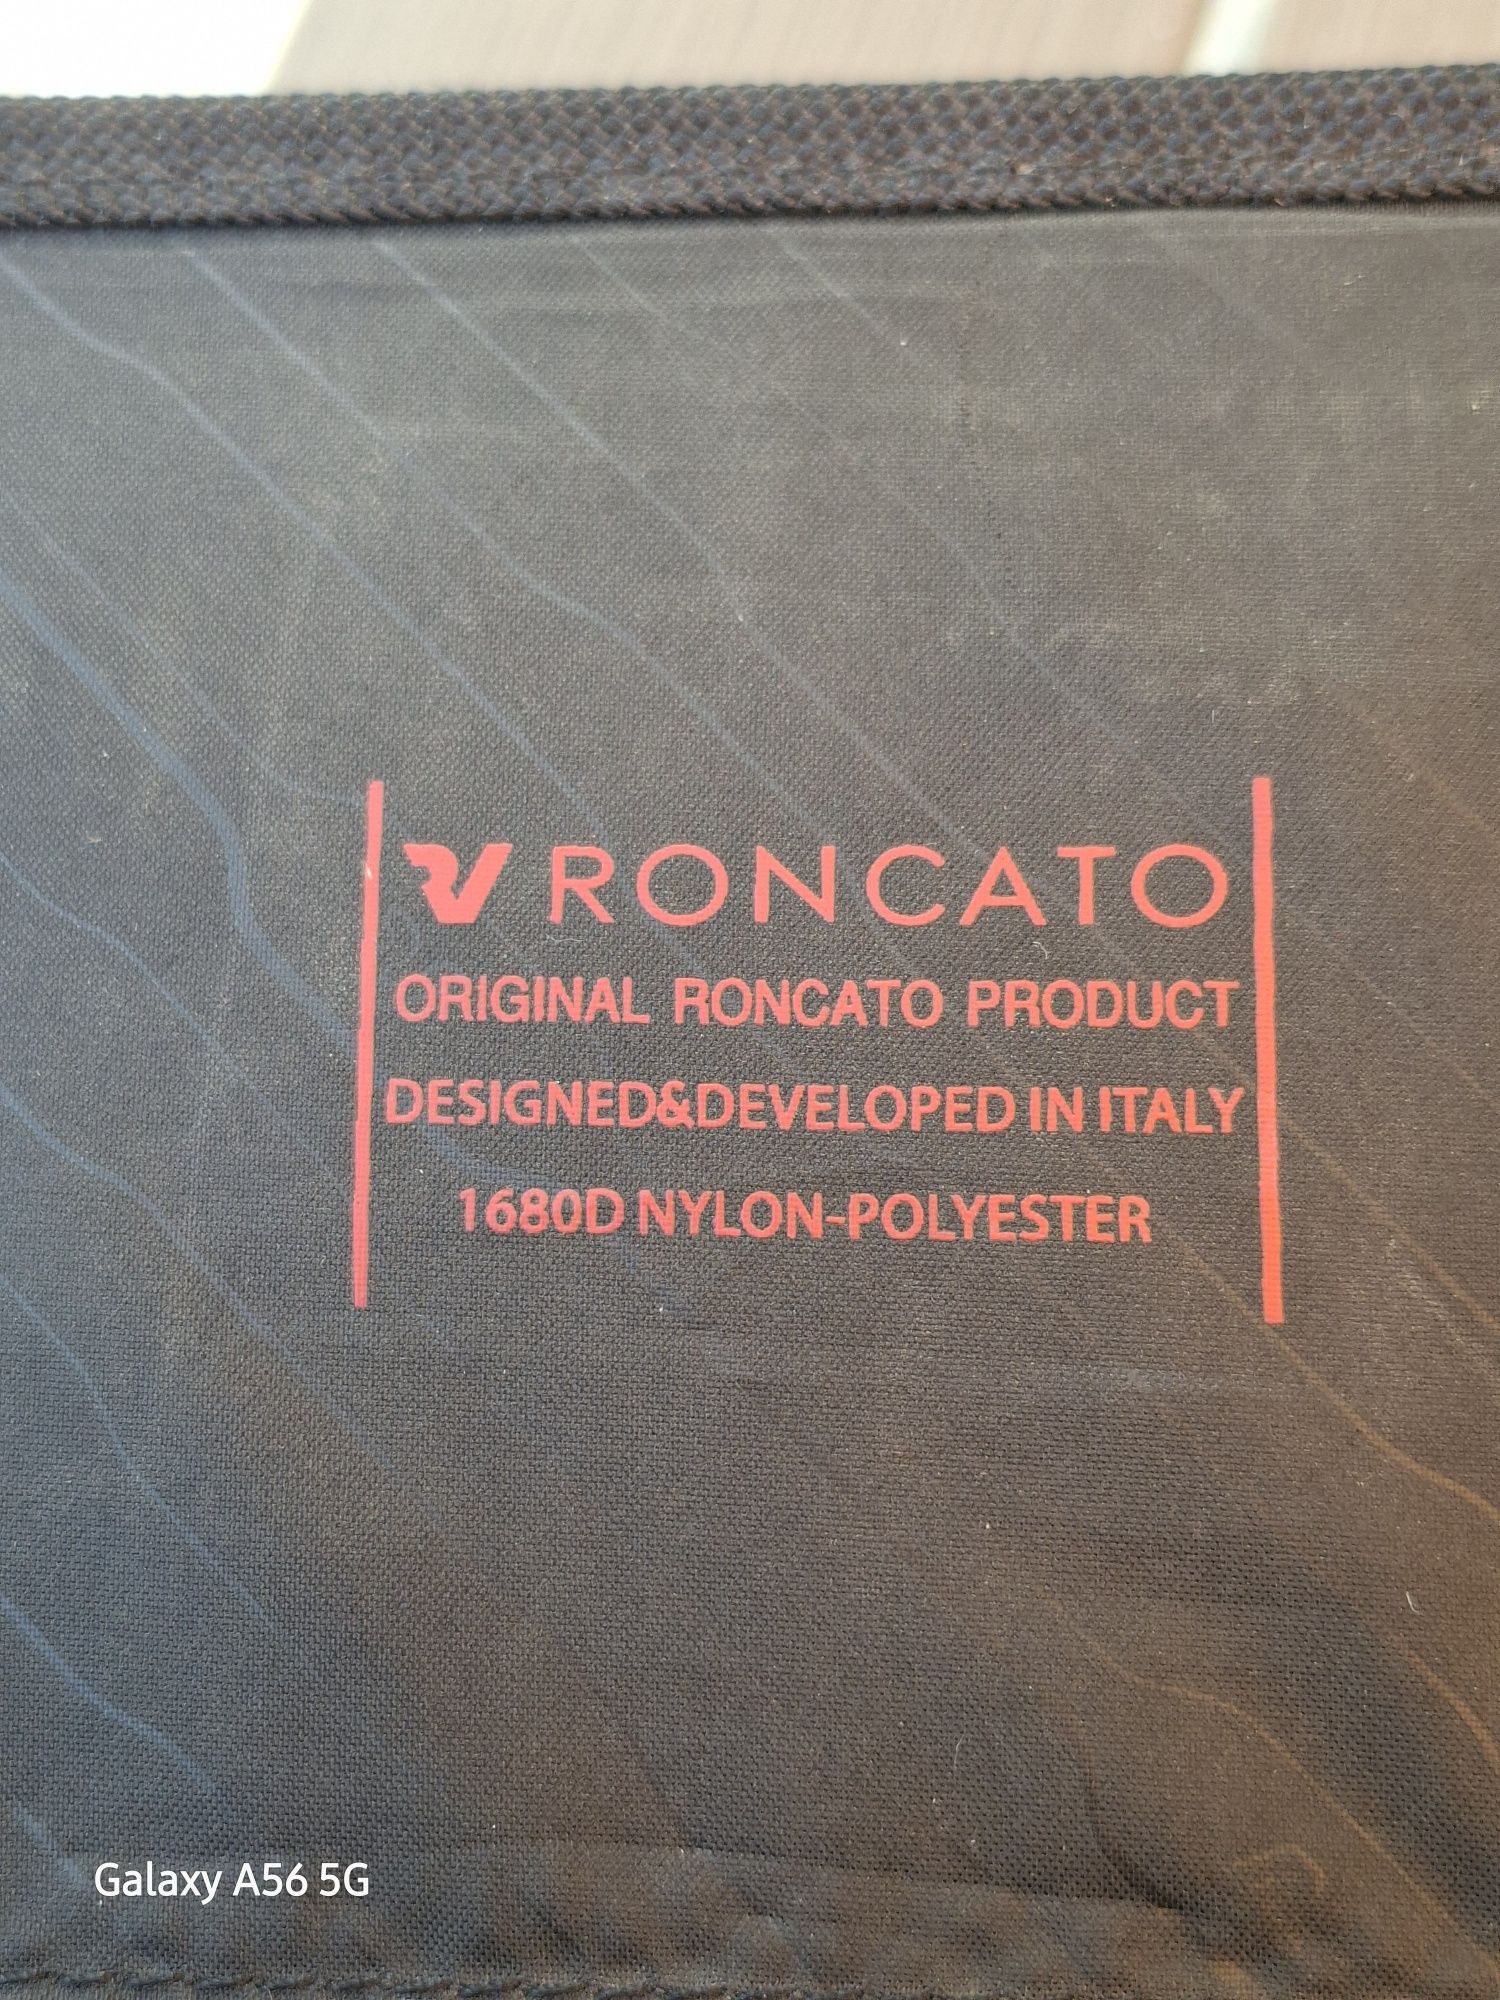 RONCATO
ORIGINAL RONCATO PRODUCT
DESIGNED&DEVELOPED IN ITALY
1680D NYLON-POLYESTER
Galaxy A56 5G